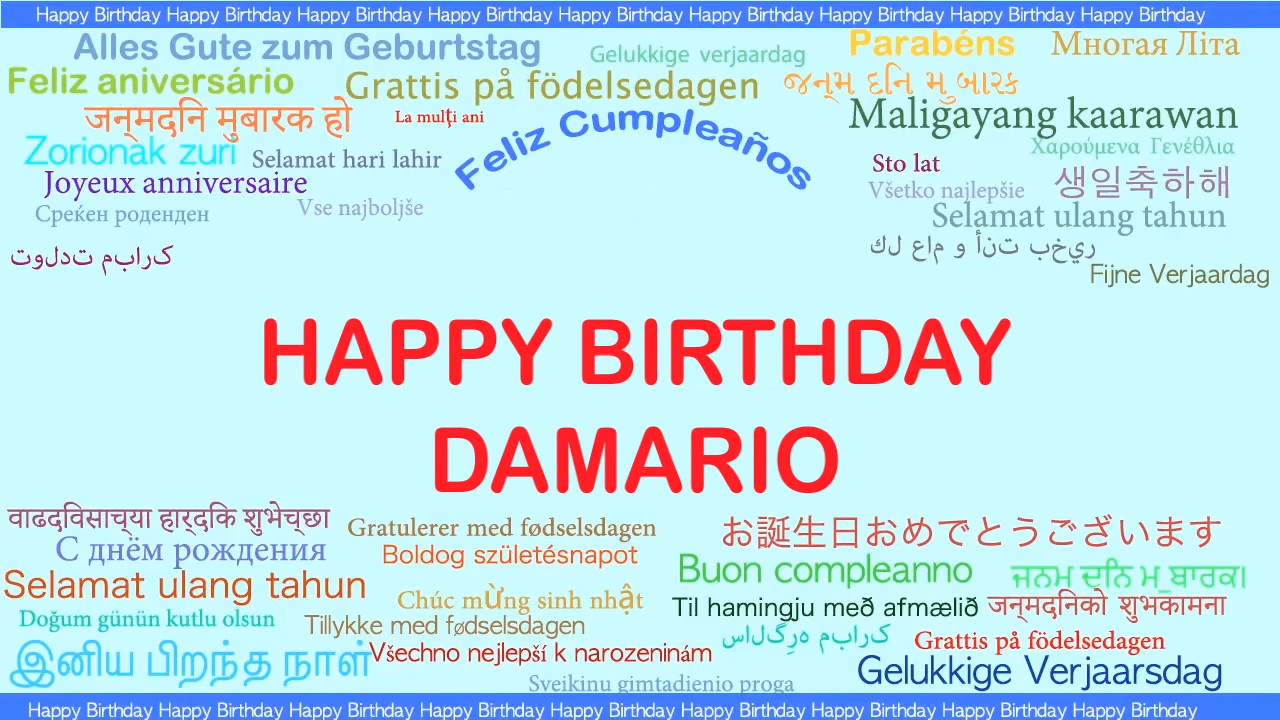 Happy Birthday Happy Birthday Happy Birthday Happy Birthday Happy Birthday Happy Birthday Happy Birthday Happy Birthday Happy Birthday
Alles Gute zum Geburtstag
Gelukkige verjaardag
Parabéns
Многая Літа
Feliz aniversário
Grattis på födelsedagen
જન્મ દનિ મુ બારક
जन्मदनि मुबारक हो
La mulţi ani
Feliz Cumpleaños
Maligayang kaarawan
Zorionak zuri
Selamat hari lahir
Χαρούμενα Γενέθλια
Sto lat
Joyeux anniversaire
Všetko najlepšie
생일축하해
Среќен роденден
Vse najboljše
Selamat ulang tahun
تولدت مبارک
كل عام و أنت بخير
Fijne Verjaardag
HAPPY BIRTHDAY
DAMARIO
वाढदविसाच्या हार्दकि शुभेच्छा
Gratulerer med fødselsdagen
お誕生日おめでとうございます
С днём рождения
Boldog születésnapot
Buon compleanno
ਜਨਮ ਦਨਿ ਮੁ ਬਾਰਕ।
Selamat ulang tahun
Chúc mừng sinh nhật
Til hamingju með afmælið
जन्मदनिको शुभकामना
Doğum günün kutlu olsun
Tillykke med fødselsdagen
سالگرہ مبارک
Grattis på födelsedagen
இனிய பிறந்த நாள்
Všechno nejlepší k narozeninám
Gelukkige Verjaarsdag
Sveikinu gimtadienio proga
Happy Birthday Happy Birthday Happy Birthday Happy Birthday Happy Birthday Happy Birthday Happy Birthday Happy Birthday Happy Birthday